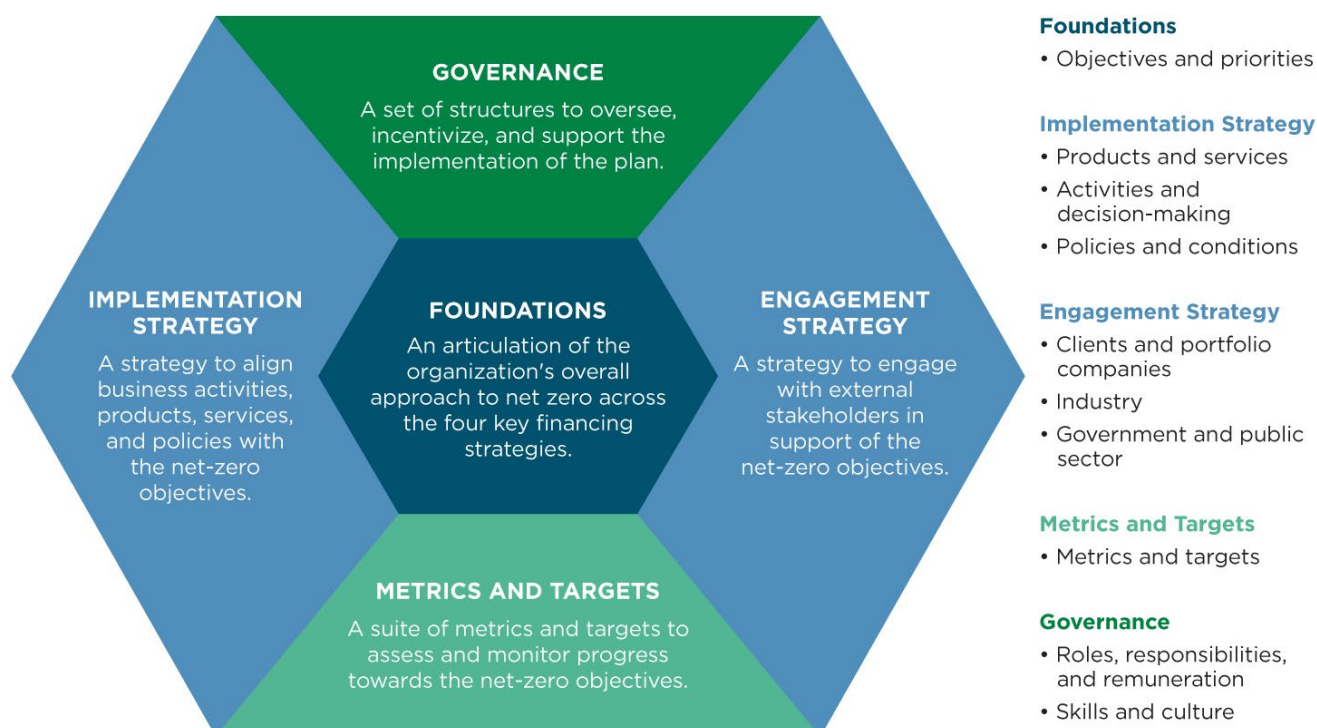 GOVERNANCE
A set of structures to oversee,
incentivize, and support the
implementation of the plan.
IMPLEMENTATION
STRATEGY
A strategy to align
business activities,
products, services,
and policies with
the net-zero
objectives.
FOUNDATIONS
An articulation of the
organization's overall
approach to net zero across
the four key financing
strategies.
ENGAGEMENT
STRATEGY
A strategy to engage
with external
stakeholders in
support of the
net-zero objectives.
METRICS AND TARGETS
A suite of metrics and targets to
assess and monitor progress
towards the net-zero objectives.
Foundations
• Objectives and priorities
Implementation Strategy
• Products and services
• Activities and
decision-making
• Policies and conditions
Engagement Strategy
• Clients and portfolio
companies
• Industry
• Government and public
sector
Metrics and Targets
• Metrics and targets
Governance
• Roles, responsibilities,
and remuneration
• Skills and culture